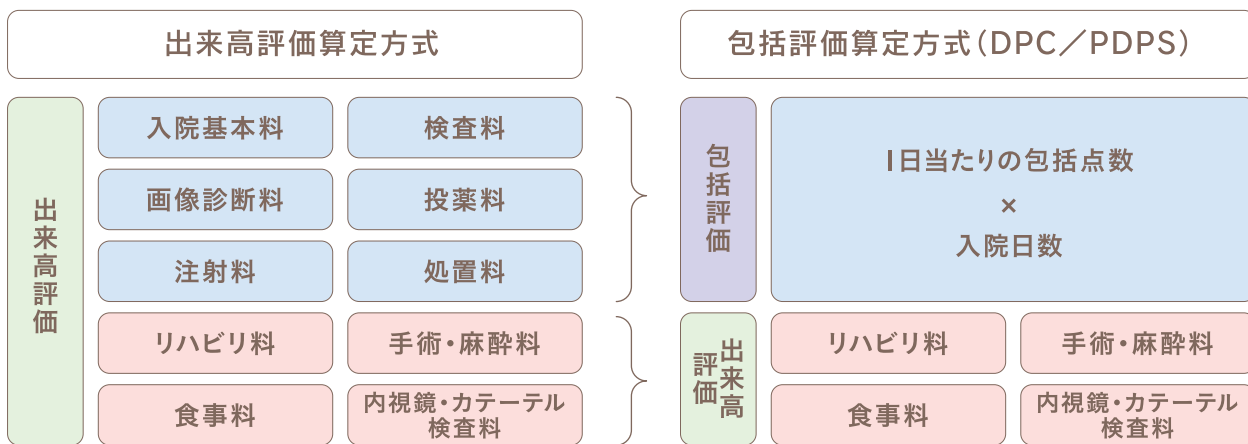 出来高評価算定方式
包括評価算定方式（DPC／PDPS）
出来高評価
入院基本料
検査料
画像診断料
投薬料
注射料
処置料
リハビリ料
手術・麻酔料
食事料
内視鏡・カテーテル
検査料
包括評価
1日当たりの包括点数
×
入院日数
出来高
評価
リハビリ料
手術・麻酔料
食事料
内視鏡・カテーテル
検査料